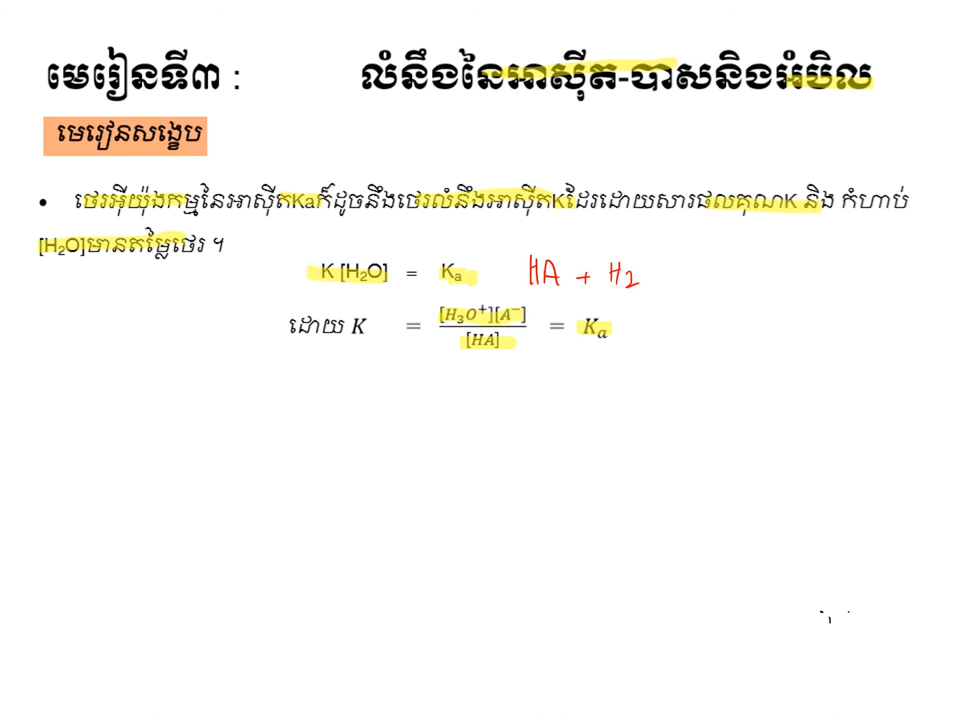 មេរៀនទី៣ : លំនឹងនៃអាស៊ីត-បាសនិងអំបិល
មេរៀនសង្ខេប
• ថេរអ៊ីយ៉ុងកម្មនៃអាស៊ីតKaក៏ដូចនឹងថេរលំនឹងអាស៊ីតKដែរដោយសារផលគុណK និង កំហាប់
[H₂O]មានតម្លៃថេរ ។
K [H₂O] = Kₐ HA + H₂
ដោយ K = [H₃O⁺][A⁻] / [HA] = Kₐ